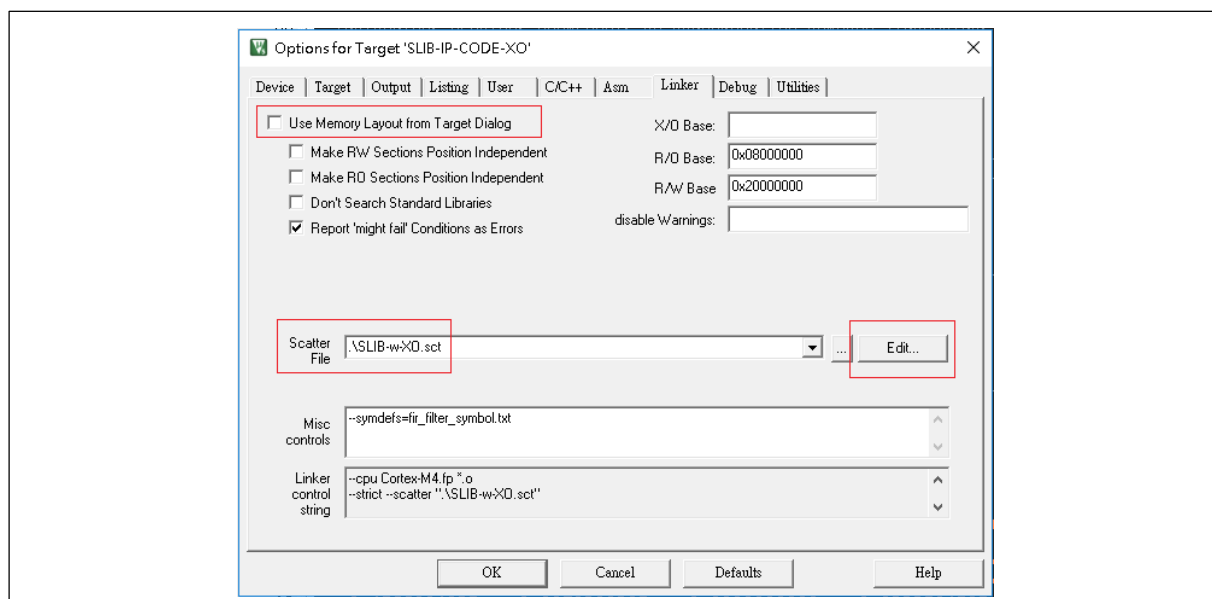 Options for Target 'SLIB-IP-CODE-XO'
Device Target Output Listing User C/C++ Asm Linker Debug Utilities
Use Memory Layout from Target Dialog
X/O Base:
Make RW Sections Position Independent
R/O Base: 0x08000000
Make RO Sections Position Independent
R/W Base 0x20000000
Don't Search Standard Libraries
disable Warnings:
Report 'might fail' Conditions as Errors
Scatter File .\SLIB-w-XO.sct ... Edit...
Misc controls
--symdefs=fir_filter_symbol.txt
Linker control string
--cpu Cortex-M4.fp *.o
--strict --scatter ".\SLIB-w-XO.sct"
OK Cancel Defaults Help